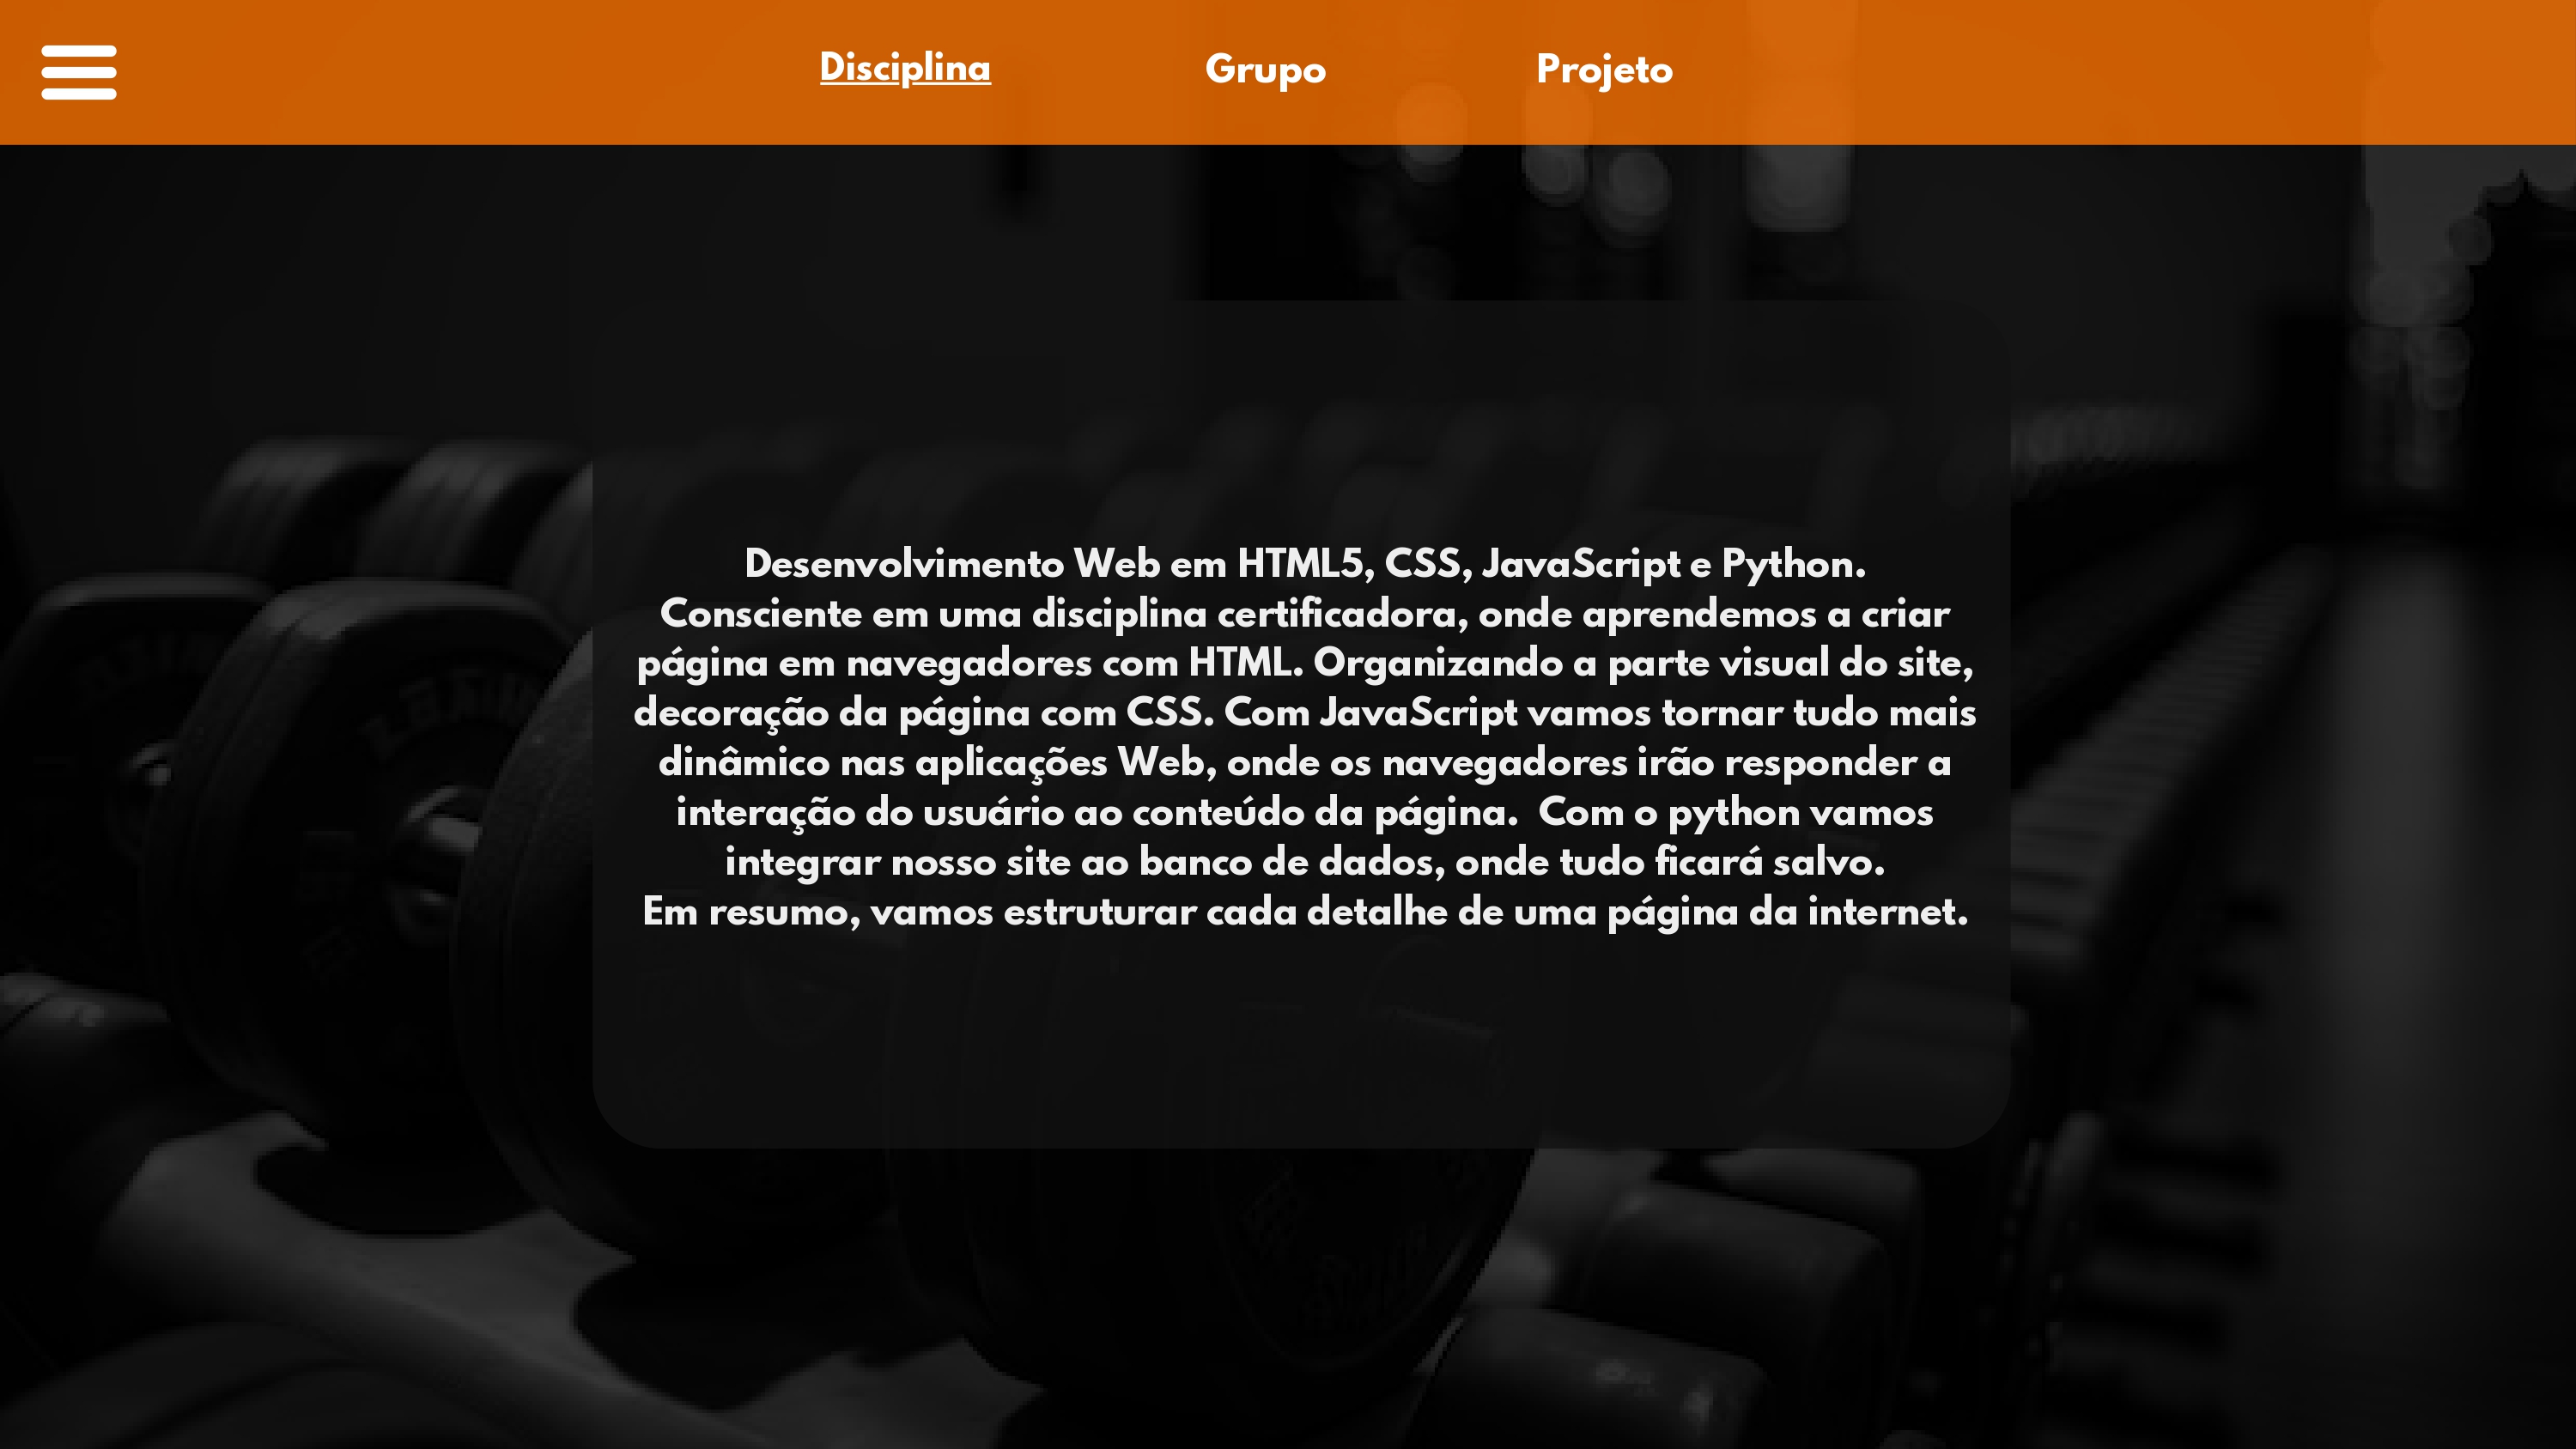 Disciplina Grupo Projeto
Desenvolvimento Web em HTML5, CSS, JavaScript e Python.
Consciente em uma disciplina certificadora, onde aprendemos a criar
página em navegadores com HTML. Organizando a parte visual do site,
decoração da página com CSS. Com JavaScript vamos tornar tudo mais
dinâmico nas aplicações Web, onde os navegadores irão responder a
interação do usuário ao conteúdo da página.  Com o python vamos
integrar nosso site ao banco de dados, onde tudo ficará salvo.
Em resumo, vamos estruturar cada detalhe de uma página da internet.